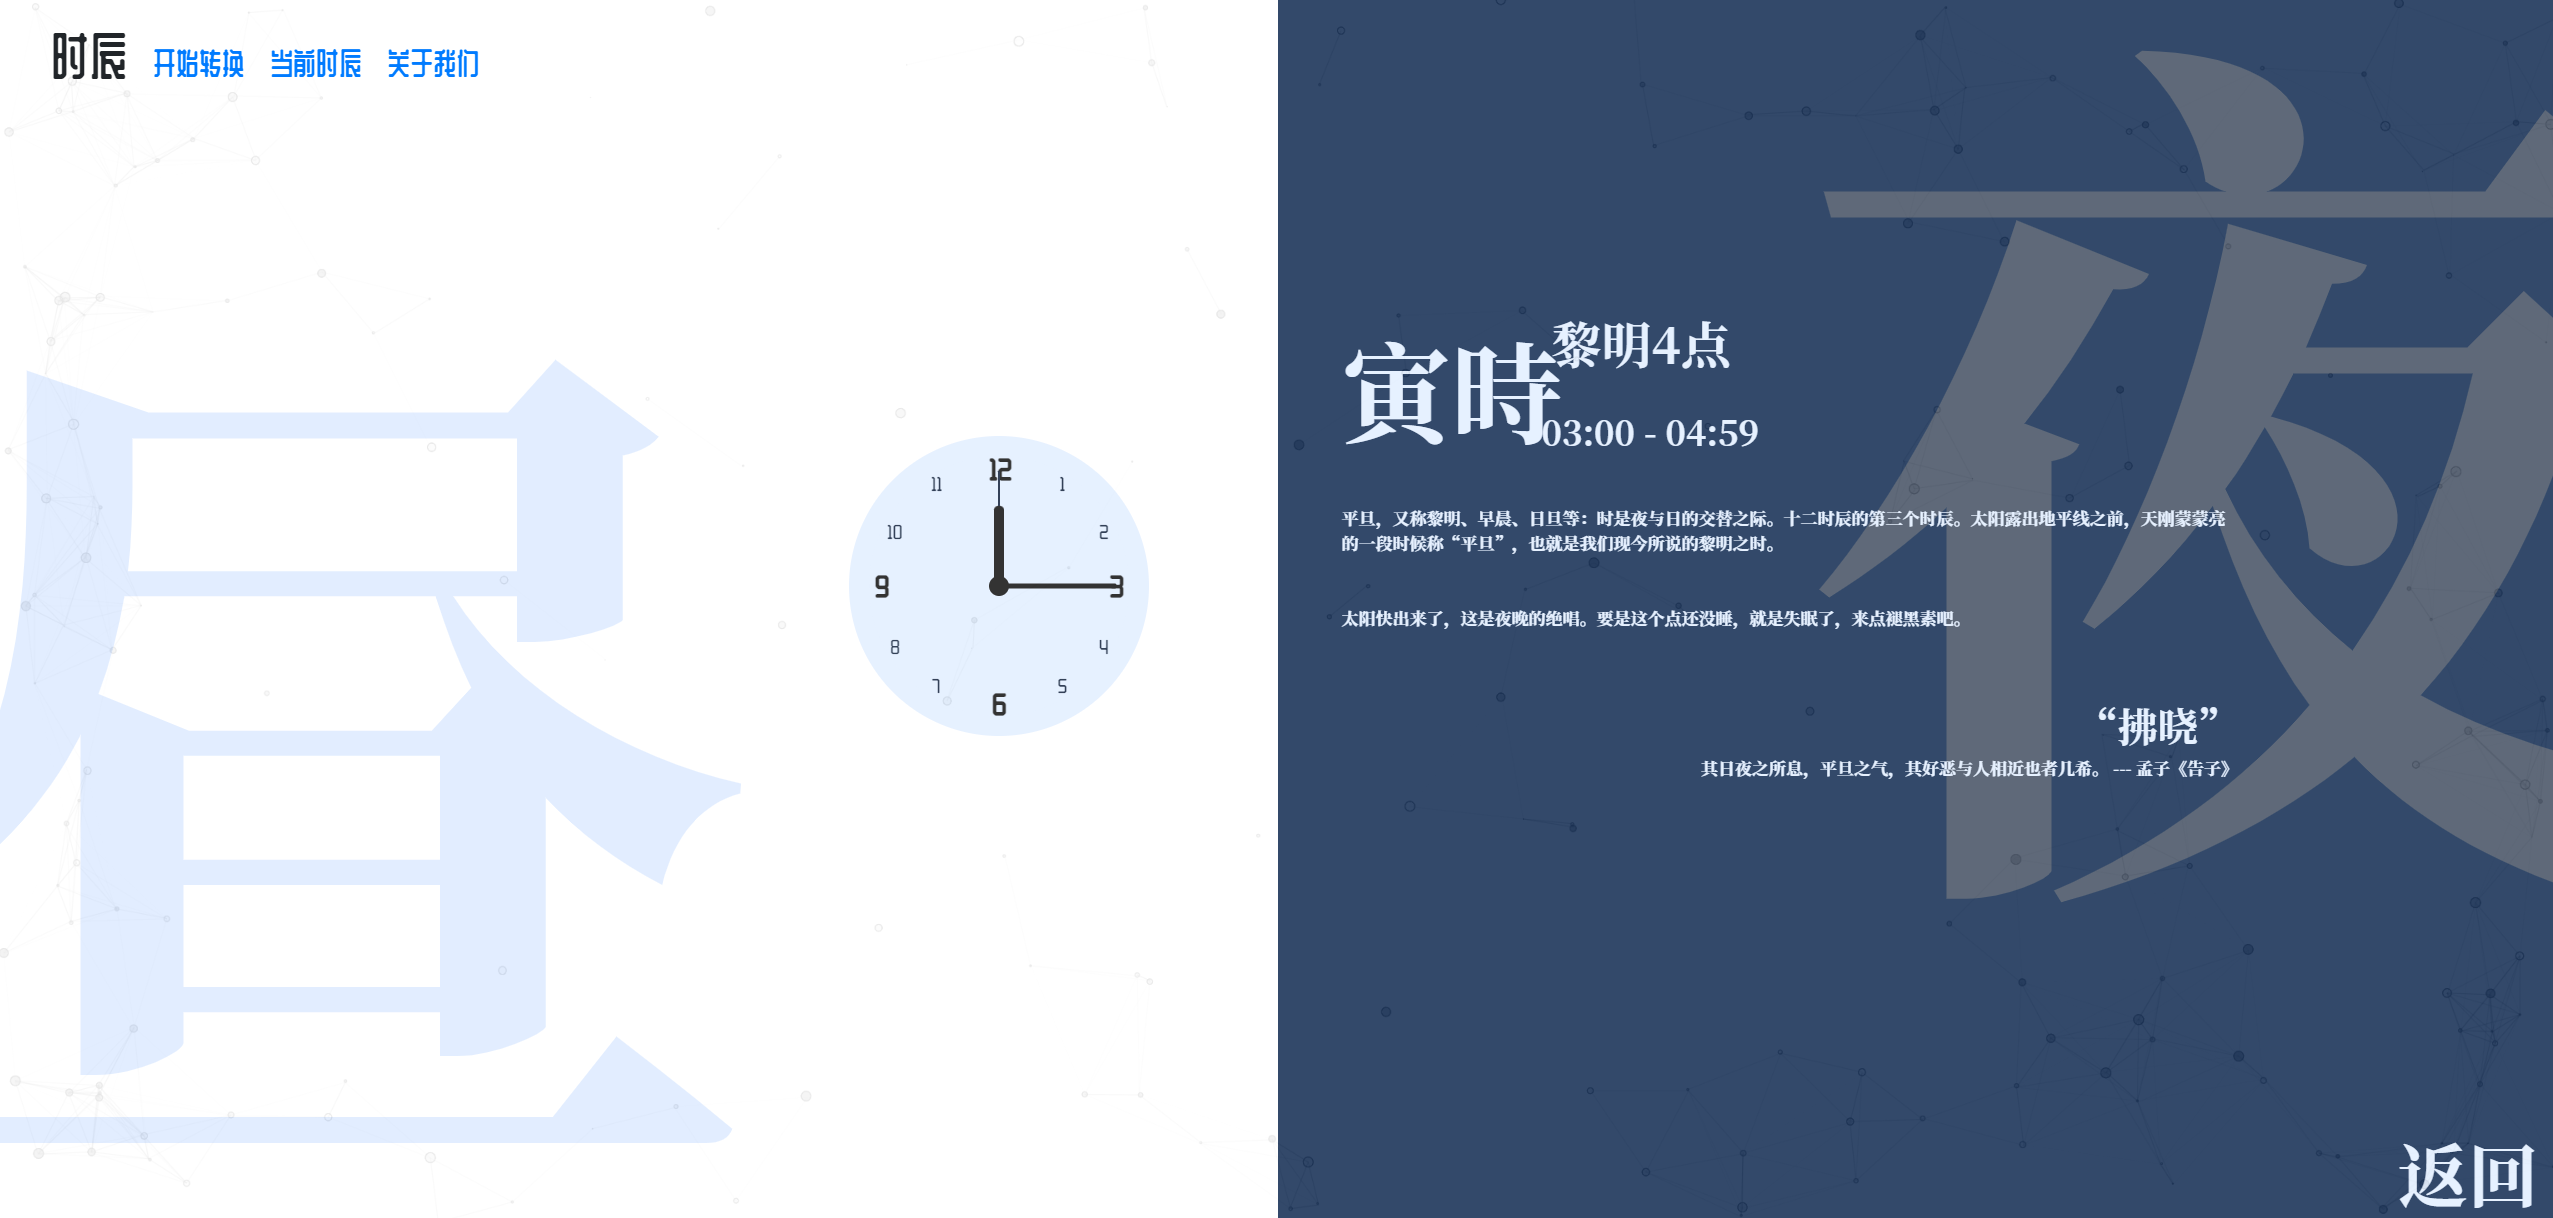 时辰 开始转换 当前时辰 关于我们
昼
12
1
2
3
4
5
6
7
8
9
10
11
夜
寅時
黎明4点
03:00 - 04:59
平旦，又称黎明、早晨、日旦等：时是夜与日的交替之际。十二时辰的第三个时辰。太阳露出地平线之前，天刚蒙蒙亮
的一段时候称“平旦”，也就是我们现今所说的黎明之时。
太阳快出来了，这是夜晚的绝唱。要是这个点还没睡，就是失眠了，来点褪黑素吧。
“拂晓”
其日夜之所息，平旦之气，其好恶与人相近也者几希。 --- 孟子《告子》
返回